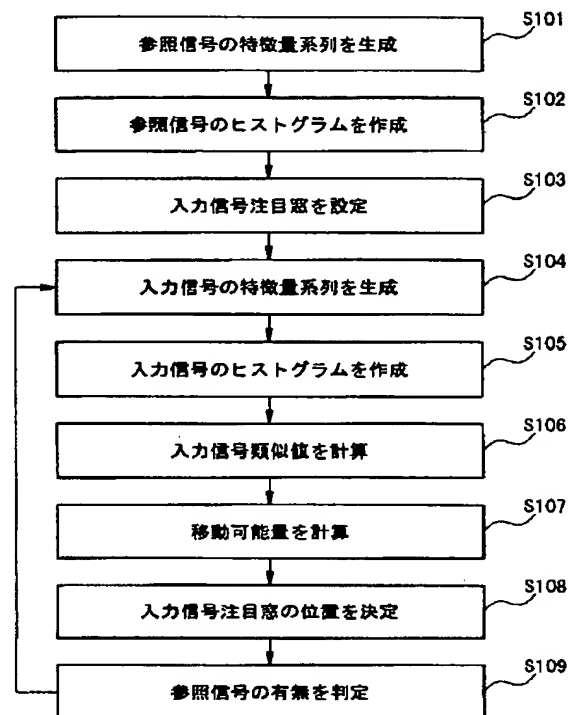 S101
参照信号の特徴量系列を生成
S102
参照信号のヒストグラムを作成
S103
入力信号注目窓を設定
S104
入力信号の特徴量系列を生成
S105
入力信号のヒストグラムを作成
S106
入力信号類似値を計算
S107
移動可能量を計算
S108
入力信号注目窓の位置を決定
S109
参照信号の有無を判定